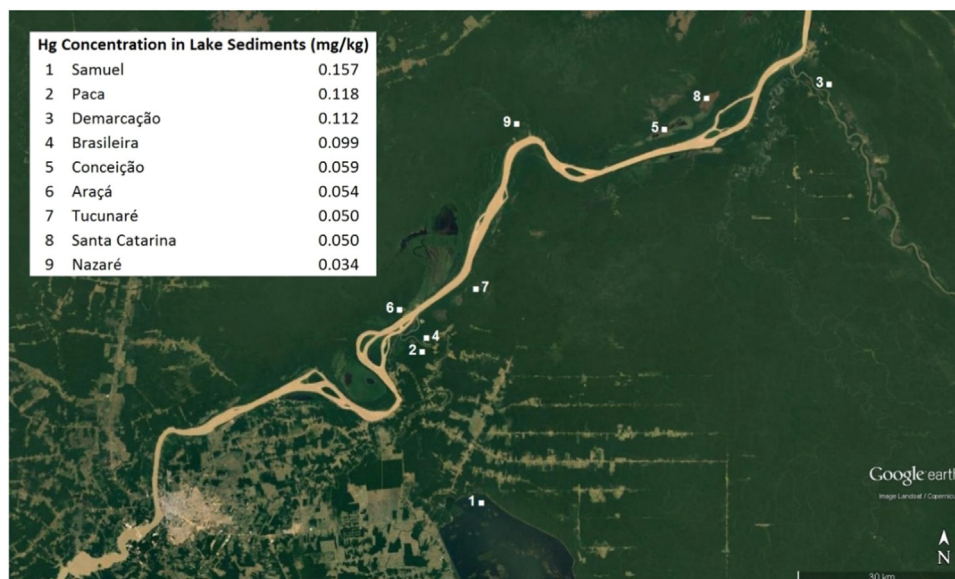 Hg Concentration in Lake Sediments (mg/kg)
1 Samuel 0.157
2 Paca 0.118
3 Demarcação 0.112
4 Brasileira 0.099
5 Conceição 0.059
6 Araçá 0.054
7 Tucunaré 0.050
8 Santa Catarina 0.050
9 Nazaré 0.034
3
8
9
5
7
6
4
2
1
Google earth
Image Landsat / Copernicu
N
30 km